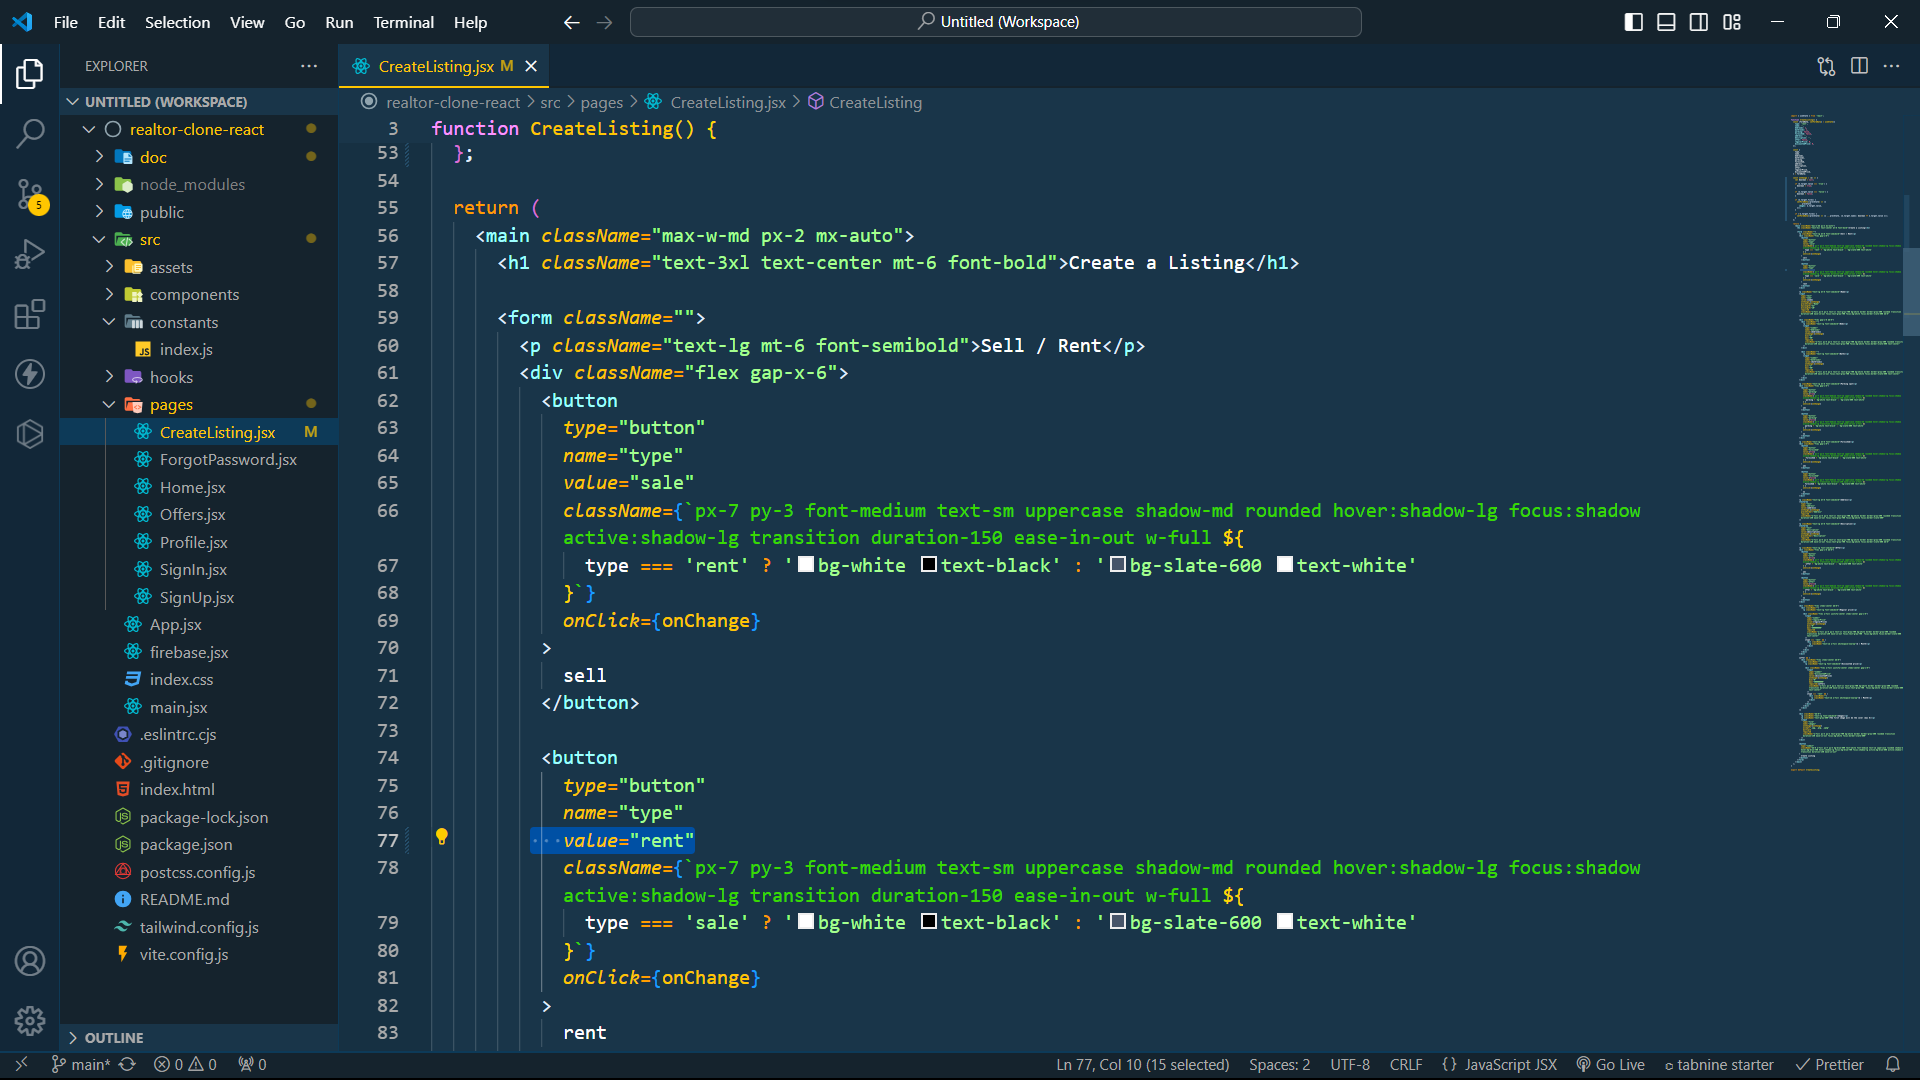 File Edit Selection View Go Run Terminal Help
Untitled (Workspace)
EXPLORER
UNTITLED (WORKSPACE)
realtor-clone-react
doc
node_modules
public
src
assets
components
constants
index.js
hooks
pages
CreateListing.jsx M
ForgotPassword.jsx
Home.jsx
Offers.jsx
Profile.jsx
SignIn.jsx
SignUp.jsx
App.jsx
firebase.jsx
index.css
main.jsx
.eslintrc.cjs
.gitignore
index.html
package-lock.json
package.json
postcss.config.js
README.md
tailwind.config.js
vite.config.js
OUTLINE
5
CreateListing.jsx M
realtor-clone-react > src > pages > CreateListing.jsx > CreateListing
3 function CreateListing() {
53 };
54
55 return (
56 <main className="max-w-md px-2 mx-auto">
57 <h1 className="text-3xl text-center mt-6 font-bold">Create a Listing</h1>
58
59 <form className="">
60 <p className="text-lg mt-6 font-semibold">Sell / Rent</p>
61 <div className="flex gap-x-6">
62 <button
63 type="button"
64 name="type"
65 value="sale"
66 className={`px-7 py-3 font-medium text-sm uppercase shadow-md rounded hover:shadow-lg focus:shadow
active:shadow-lg transition duration-150 ease-in-out w-full ${
67 type === 'rent' ? 'bg-white text-black' : 'bg-slate-600 text-white'
68 }`}
69 onClick={onChange}
70 >
71 sell
72 </button>
73
74 <button
75 type="button"
76 name="type"
77 value="rent"
78 className={`px-7 py-3 font-medium text-sm uppercase shadow-md rounded hover:shadow-lg focus:shadow
active:shadow-lg transition duration-150 ease-in-out w-full ${
79 type === 'sale' ? 'bg-white text-black' : 'bg-slate-600 text-white'
80 }`}
81 onClick={onChange}
82 >
83 rent
main* 0 0 0 Ln 77, Col 10 (15 selected) Spaces: 2 UTF-8 CRLF {} JavaScript JSX Go Live tabnine starter Prettier